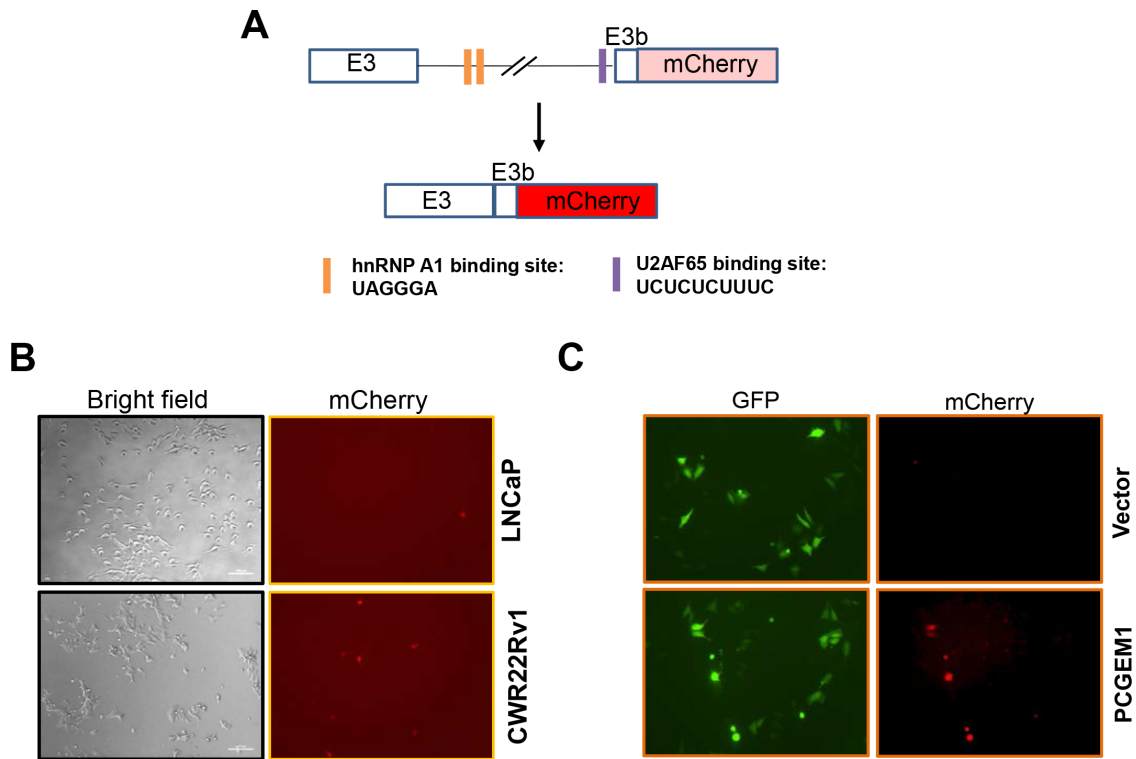 A
E3
E3b
mCherry
E3b
E3
mCherry
hnRNP A1 binding site:
UAGGGA
U2AF65 binding site:
UCUCUCUUUC
B
Bright field
mCherry
LNCaP
CWR22Rv1
C
GFP
mCherry
Vector
PCGEM1